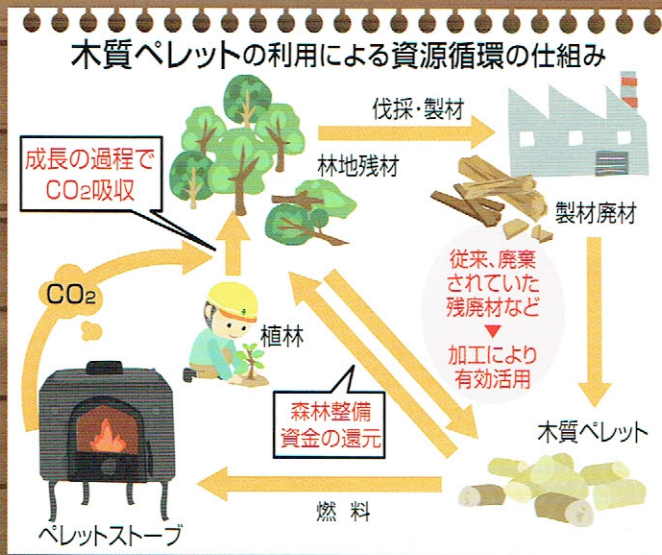 木質ペレットの利用による資源循環の仕組み
伐採・製材
成長の過程で
CO₂吸収
林地残材
製材廃材
従来、廃棄
されていた
残廃材など
▼
加工により
有効活用
CO₂
植林
森林整備
資金の還元
木質ペレット
燃料
ペレットストーブ